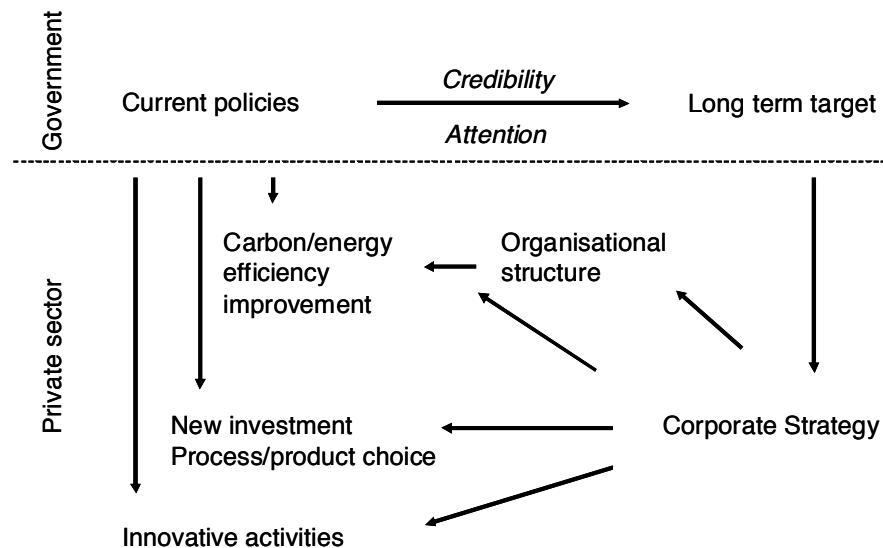 Government
Current policies
Credibility
Attention
Long term target
Private sector
Carbon/energy
efficiency
improvement
Organisational
structure
New investment
Process/product choice
Corporate Strategy
Innovative activities